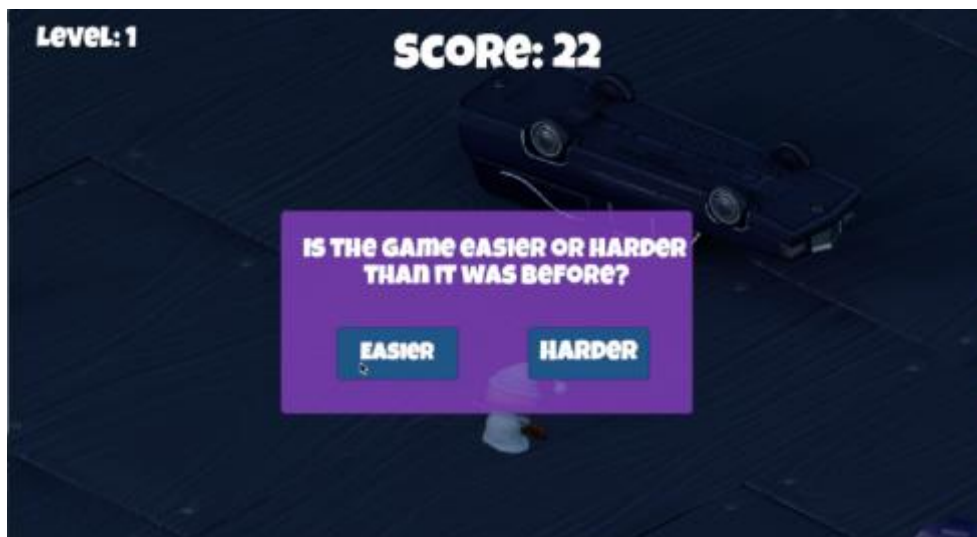 Level: 1
Score: 22
Is the game easier or harder
than it was before?
Easier
Harder